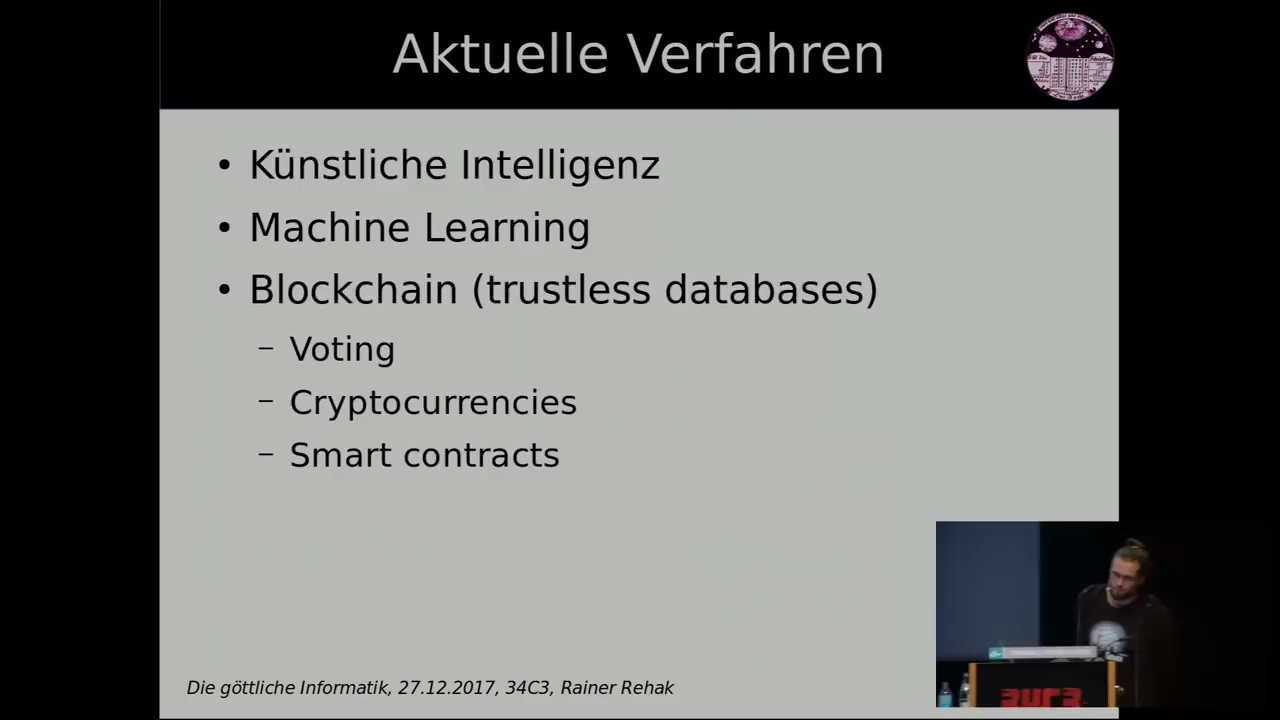 Aktuelle Verfahren
• Künstliche Intelligenz
• Machine Learning
• Blockchain (trustless databases)
– Voting
– Cryptocurrencies
– Smart contracts
Die göttliche Informatik, 27.12.2017, 34C3, Rainer Rehak